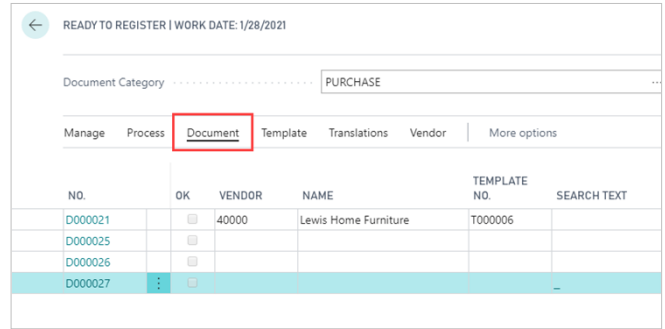 READY TO REGISTER | WORK DATE: 1/28/2021
Document Category PURCHASE ...
Manage Process Document Template Translations Vendor More options
NO. OK VENDOR NAME TEMPLATE NO. SEARCH TEXT
D000021 40000 Lewis Home Furniture T000006
D000025
D000026
D000027 _